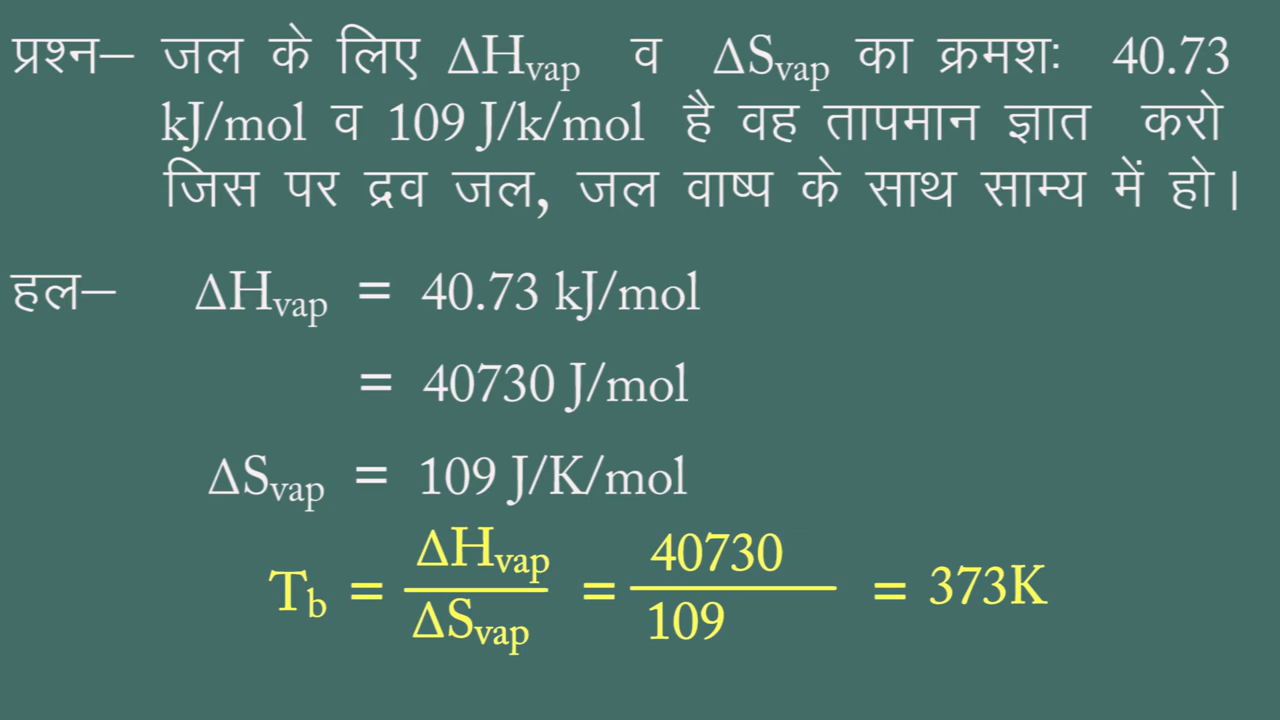 प्रश्न– जल के लिए ΔHvap व ΔSvap का क्रमशः 40.73
kJ/mol व 109 J/k/mol है वह तापमान ज्ञात करो
जिस पर द्रव जल, जल वाष्प के साथ साम्य में हो।
हल– ΔHvap = 40.73 kJ/mol
= 40730 J/mol
ΔSvap = 109 J/K/mol
Tb = ΔHvap / ΔSvap = 40730 / 109 = 373K